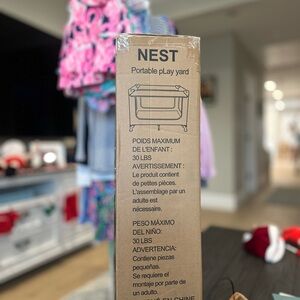 NEST
Portable pLay yard
POIDS MAXIMUM
DE L'ENFANT :
30 LBS
AVERTISSEMENT :
Le produit contient
de petites pièces.
L'assemblage par un
adulte est
nécessaire.
PESO MÁXIMO
DEL NIÑO:
30 LBS
ADVERTENCIA:
Contiene piezas
pequeñas.
Se requiere el
montaje por parte de
un adulto.
EN CHINE